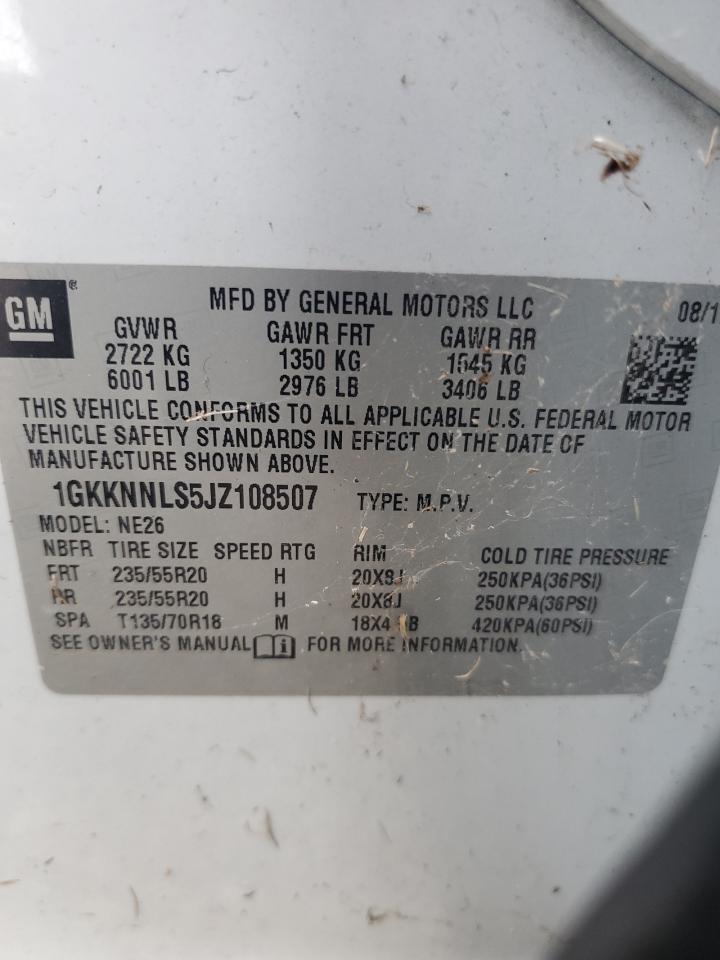 GM ®
MFD BY GENERAL MOTORS LLC 08/1
GVWR GAWR FRT GAWR RR
2722 KG 1350 KG 1545 KG
6001 LB 2976 LB 3406 LB
THIS VEHICLE CONFORMS TO ALL APPLICABLE U.S. FEDERAL MOTOR
VEHICLE SAFETY STANDARDS IN EFFECT ON THE DATE OF
MANUFACTURE SHOWN ABOVE.
1GKKNNLS5JZ108507 TYPE: M.P.V.
MODEL: NE26
NBFR TIRE SIZE SPEED RTG RIM COLD TIRE PRESSURE
FRT 235/55R20 H 20X8J 250KPA(36PSI)
RR 235/55R20 H 20X8J 250KPA(36PSI)
SPA T135/70R18 M 420KPA(60PSI)
SEE OWNER'S MANUAL i FOR MORE INFORMATION.